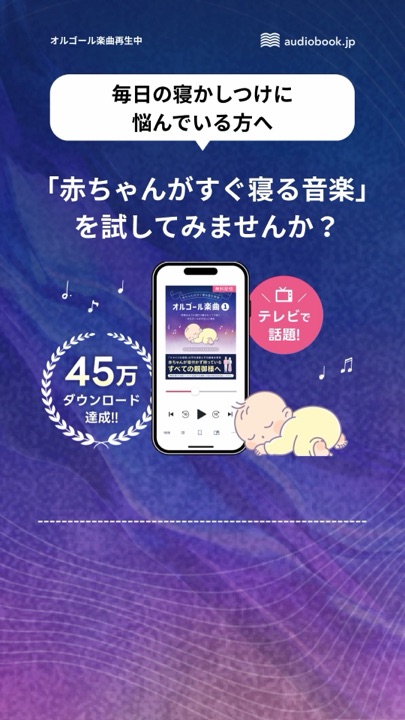 オルゴール楽曲再生中
audiobook.jp
毎日の寝かしつけに
悩んでいる方へ
「赤ちゃんがすぐ寝る音楽」
を試してみませんか？
テレビで
話題!
45万
ダウンロード
達成!!
オルゴール楽曲1
すべての親御様へ